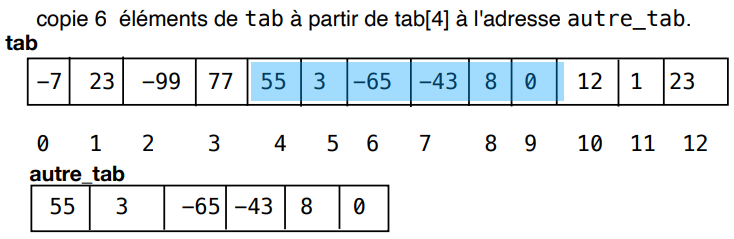 copie 6 éléments de tab à partir de tab[4] à l'adresse autre_tab.
tab
−7 23 −99 77 55 3 −65 −43 8 0 12 1 23
0 1 2 3 4 5 6 7 8 9 10 11 12
autre_tab
55 3 −65 −43 8 0